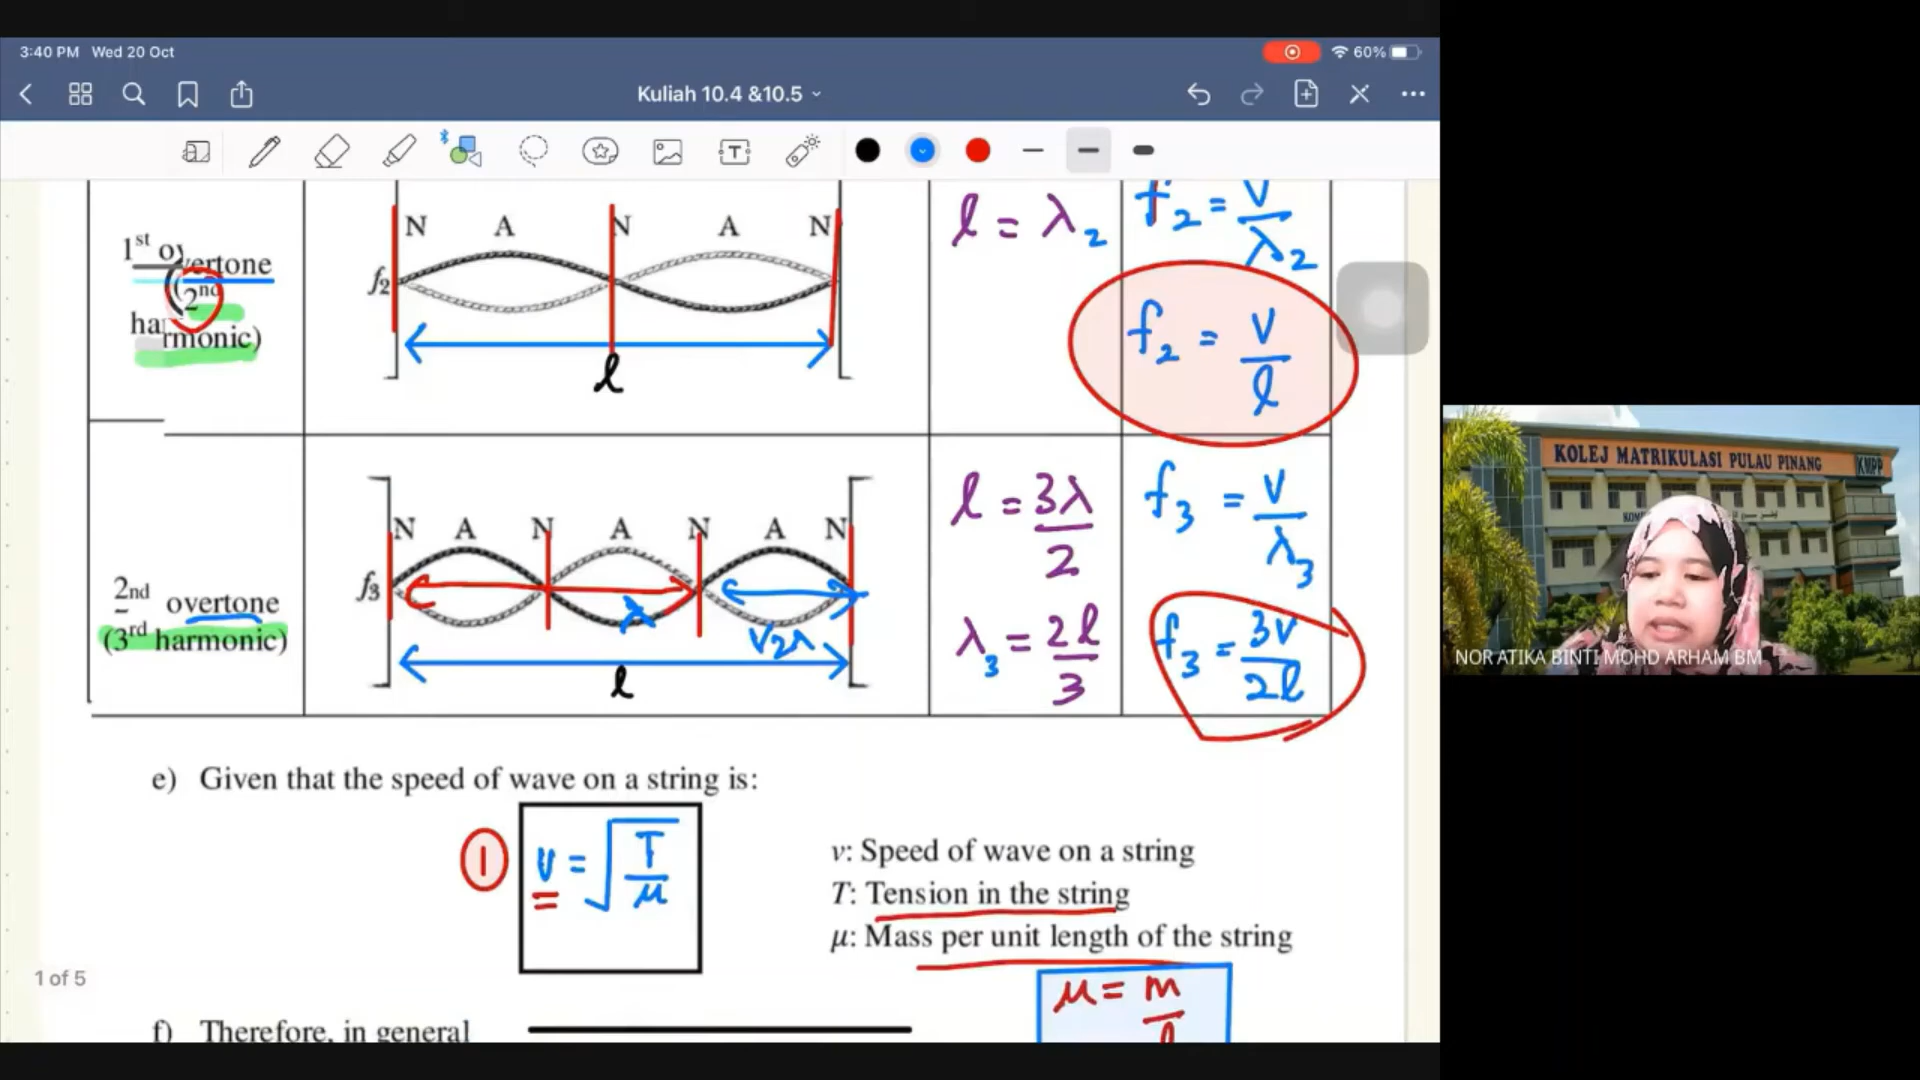 3:40 PM Wed 20 Oct
60%
Kuliah 10.4 &10.5
T
N A N A N
1st overtone
(2nd
harmonic)
f2
l
l = λ2
f2 = v/λ2
f2 = v/l
N A N A N A N
2nd overtone
(3rd harmonic)
f3
λ
1/2λ
l
l = 3λ/2
λ3 = 2l/3
f3 = v/λ3
f3 = 3v/2l
e) Given that the speed of wave on a string is:
1
v = √T/μ
v: Speed of wave on a string
T: Tension in the string
μ: Mass per unit length of the string
μ = m/l
1 of 5
f) Therefore, in general
KOLEJ MATRIKULASI PULAU PINANG
KMPP
NOR ATIKA BINTI MOHD ARHAM BM